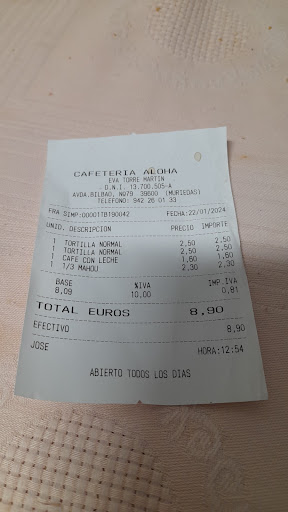 CAFETERIA ALOHA
EVA TORRE MARTIN
D.N.I. 13.700.505-A
AVDA.BILBAO, Nº79 39600 (MURIEDAS)
TELEFONO: 942 26 01 33
FRA SIMP:00001TB190042 FECHA:22/01/2024
UNID. DESCRIPCION PRECIO IMPORTE
1 TORTILLA NORMAL 2,50 2,50
1 TORTILLA NORMAL 2,50 2,50
1 CAFE CON LECHE 1,60 1,60
1 1/3 MAHOU 2,30 2,30
BASE %IVA IMP.IVA
8,09 10,00 0,81
TOTAL EUROS 8,90
EFECTIVO 8,90
JOSE HORA:12:54
ABIERTO TODOS LOS DIAS